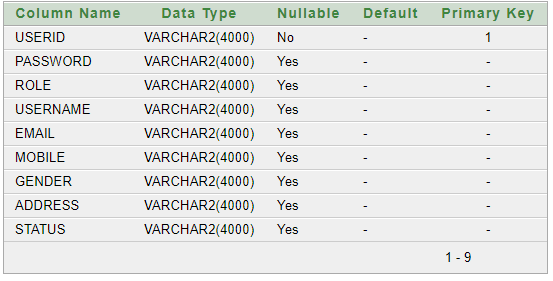 Column Name Data Type Nullable Default Primary Key
USERID VARCHAR2(4000) No - 1
PASSWORD VARCHAR2(4000) Yes - -
ROLE VARCHAR2(4000) Yes - -
USERNAME VARCHAR2(4000) Yes - -
EMAIL VARCHAR2(4000) Yes - -
MOBILE VARCHAR2(4000) Yes - -
GENDER VARCHAR2(4000) Yes - -
ADDRESS VARCHAR2(4000) Yes - -
STATUS VARCHAR2(4000) Yes - -
1 - 9